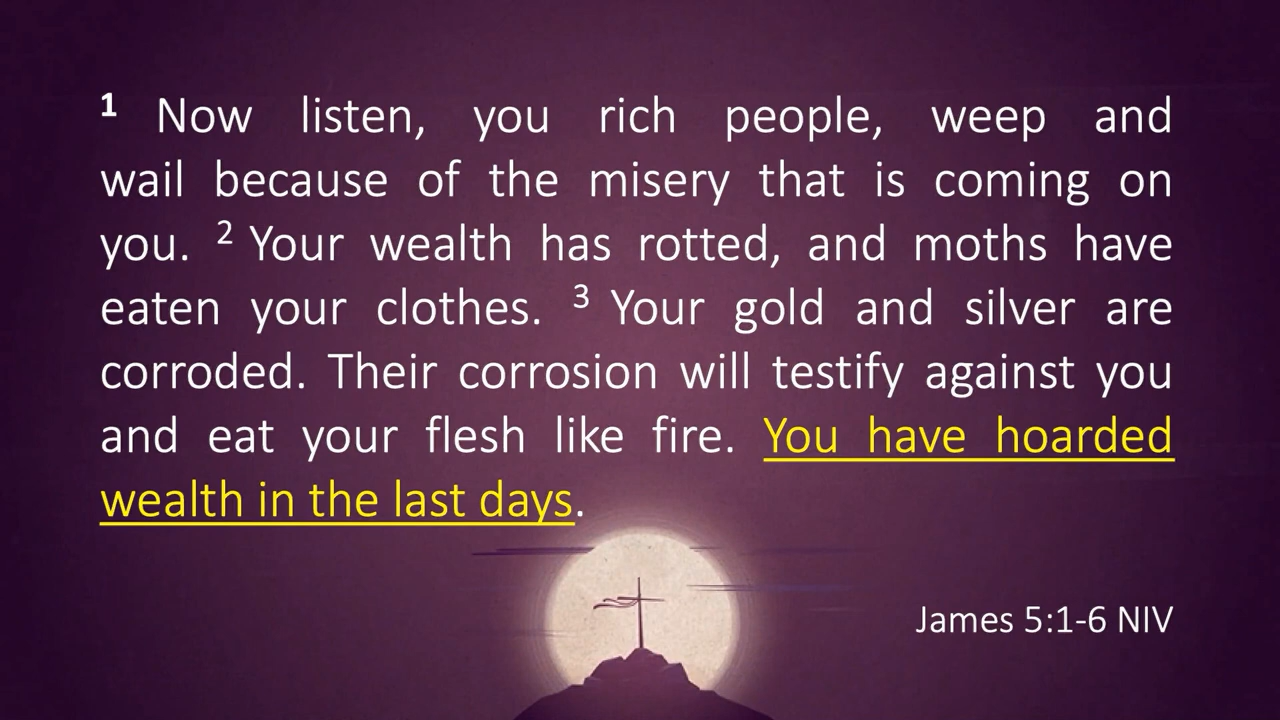 1 Now listen, you rich people, weep and
wail because of the misery that is coming on
you. 2 Your wealth has rotted, and moths have
eaten your clothes. 3 Your gold and silver are
corroded. Their corrosion will testify against you
and eat your flesh like fire. You have hoarded
wealth in the last days.
James 5:1-6 NIV